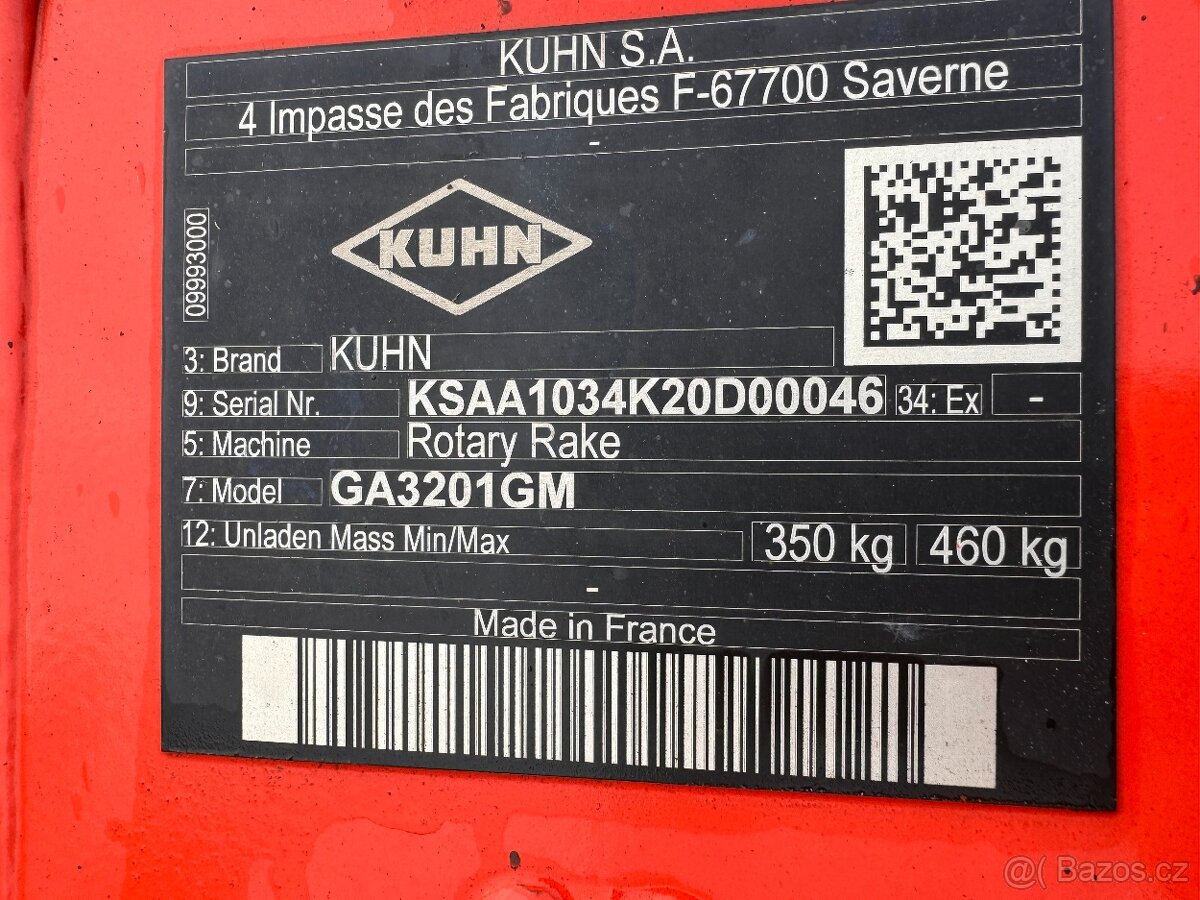 KUHN S.A.
4 Impasse des Fabriques F-67700 Saverne
-
09993000
KUHN
3: Brand KUHN
9: Serial Nr. KSAA1034K20D00046 34: Ex -
5: Machine Rotary Rake
7: Model GA3201GM
12: Unladen Mass Min/Max 350 kg 460 kg
-
Made in France
@( Bazos.cz